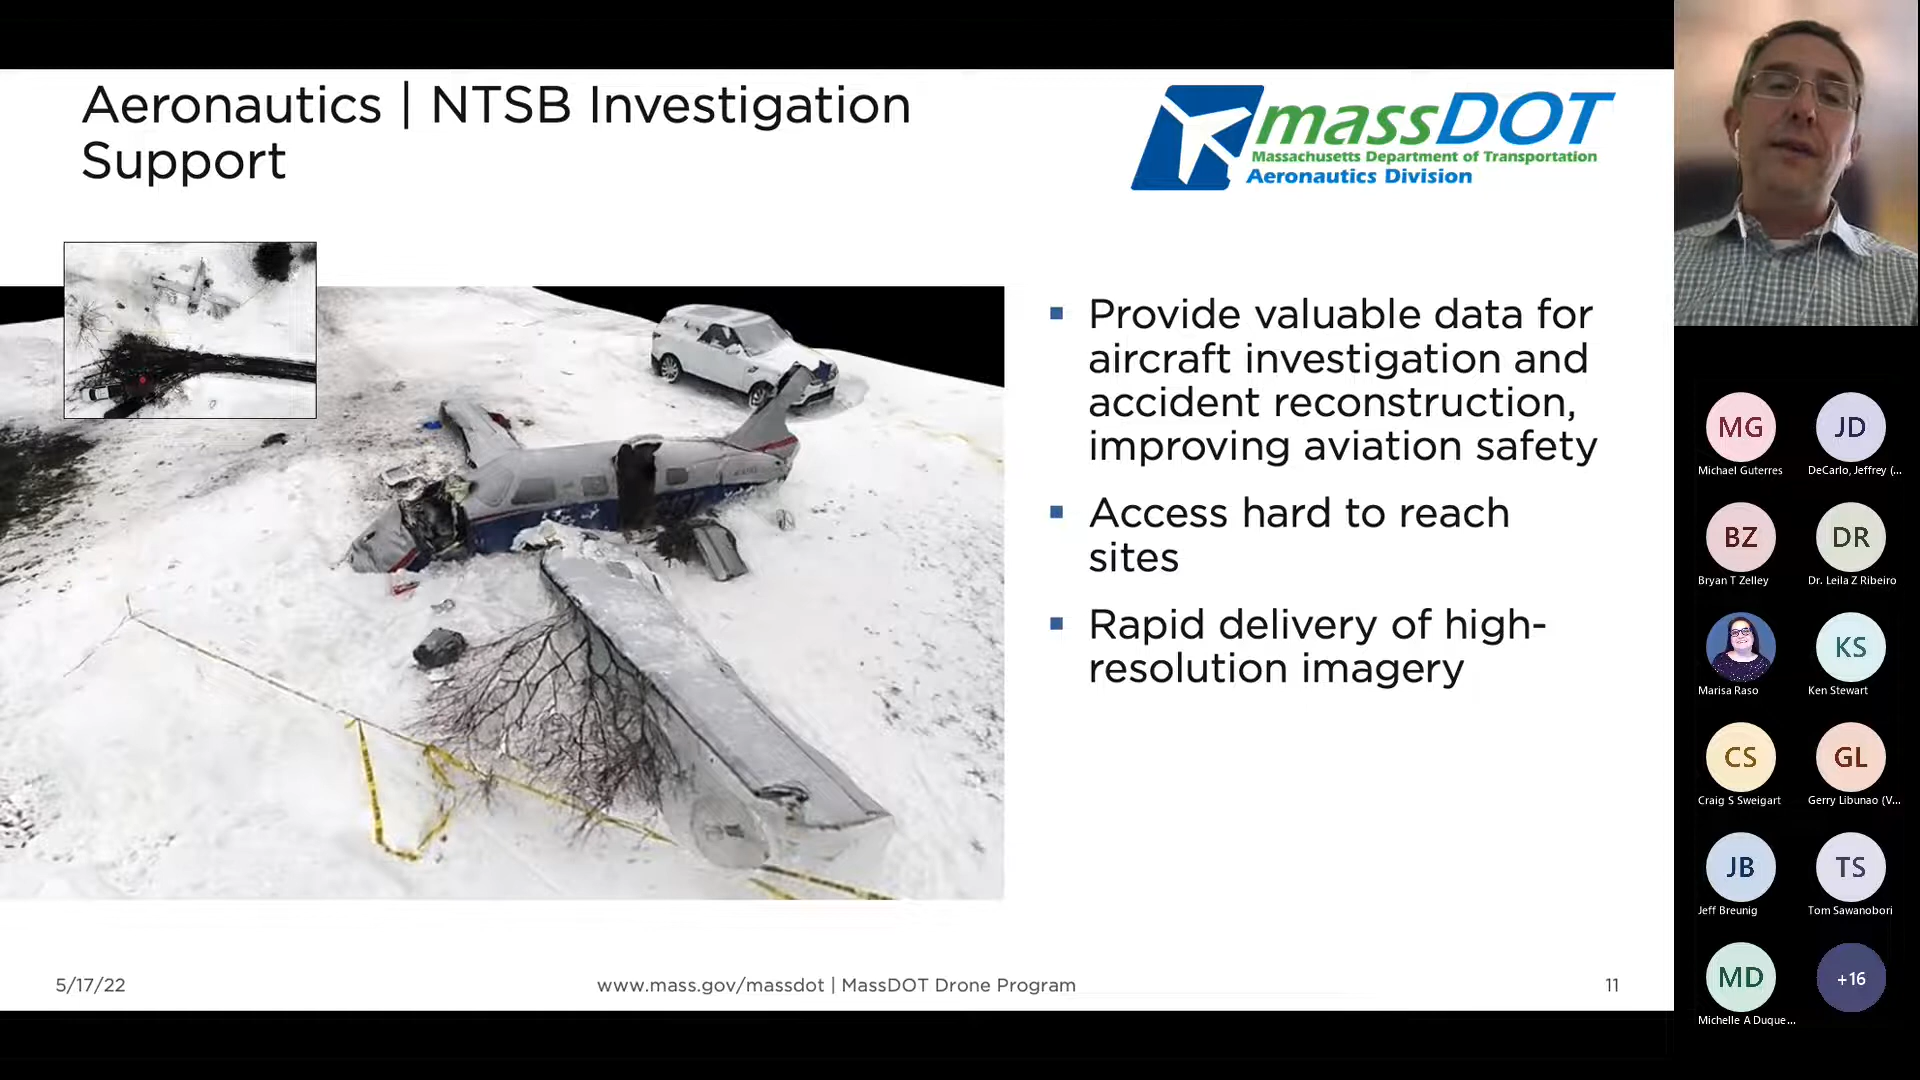 Aeronautics | NTSB Investigation
Support
massDOT
Massachusetts Department of Transportation
Aeronautics Division
▪ Provide valuable data for
aircraft investigation and
accident reconstruction,
improving aviation safety
▪ Access hard to reach
sites
▪ Rapid delivery of high-
resolution imagery
5/17/22
www.mass.gov/massdot | MassDOT Drone Program
11
MG
JD
Michael Guterres
DeCarlo, Jeffrey (...
BZ
DR
Bryan T Zelley
Dr. Leila Z Ribeiro
KS
Marisa Raso
Ken Stewart
CS
GL
Craig S Sweigart
Gerry Libunao (V...
JB
TS
Jeff Breunig
Tom Sawanobori
MD
+16
Michelle A Duque...